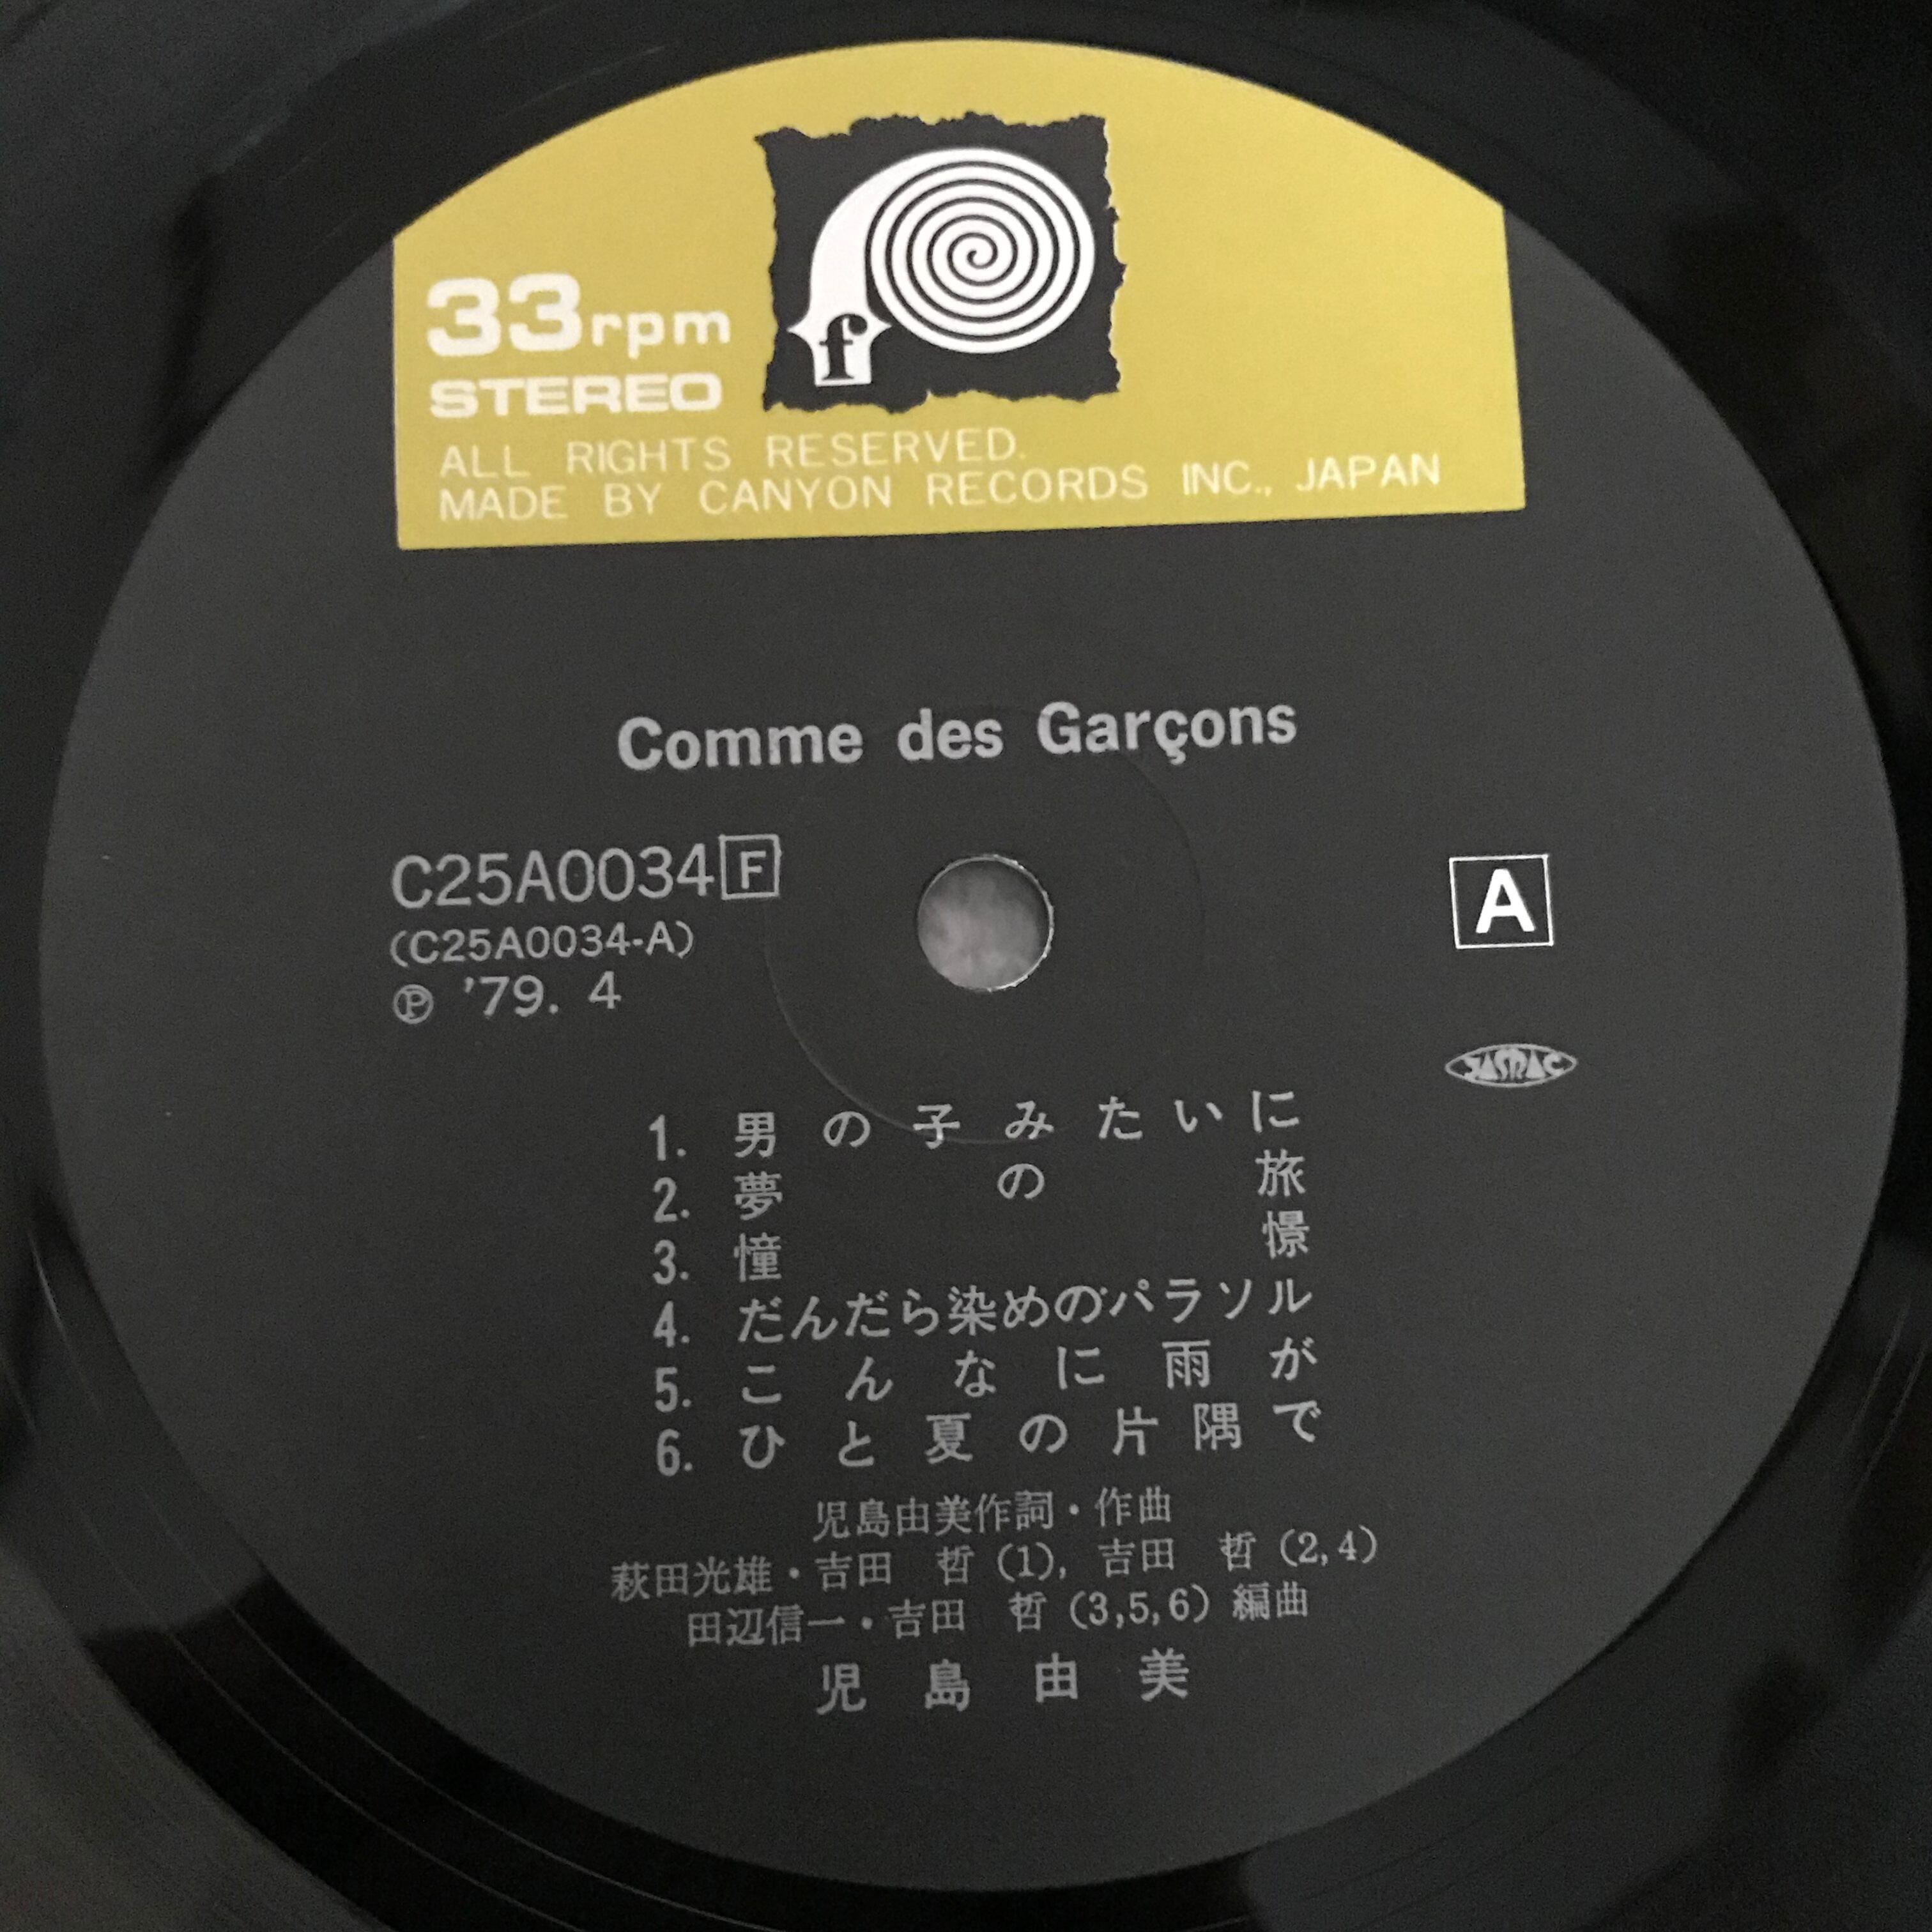 f
33rpm
STEREO
ALL RIGHTS RESERVED.
MADE BY CANYON RECORDS INC., JAPAN
Comme des Garçons
C25A0034 F
(C25A0034-A)
℗ '79. 4
A
JASRAC
1. 男の子みたいに
2. 夢の旅
3. 憧憬
4. だんだら染めのパラソル
5. こんなに雨が
6. ひと夏の片隅で
児島由美作詞・作曲
萩田光雄・吉田 哲 (1), 吉田 哲 (2,4)
田辺信一・吉田 哲 (3,5,6) 編曲
児島由美